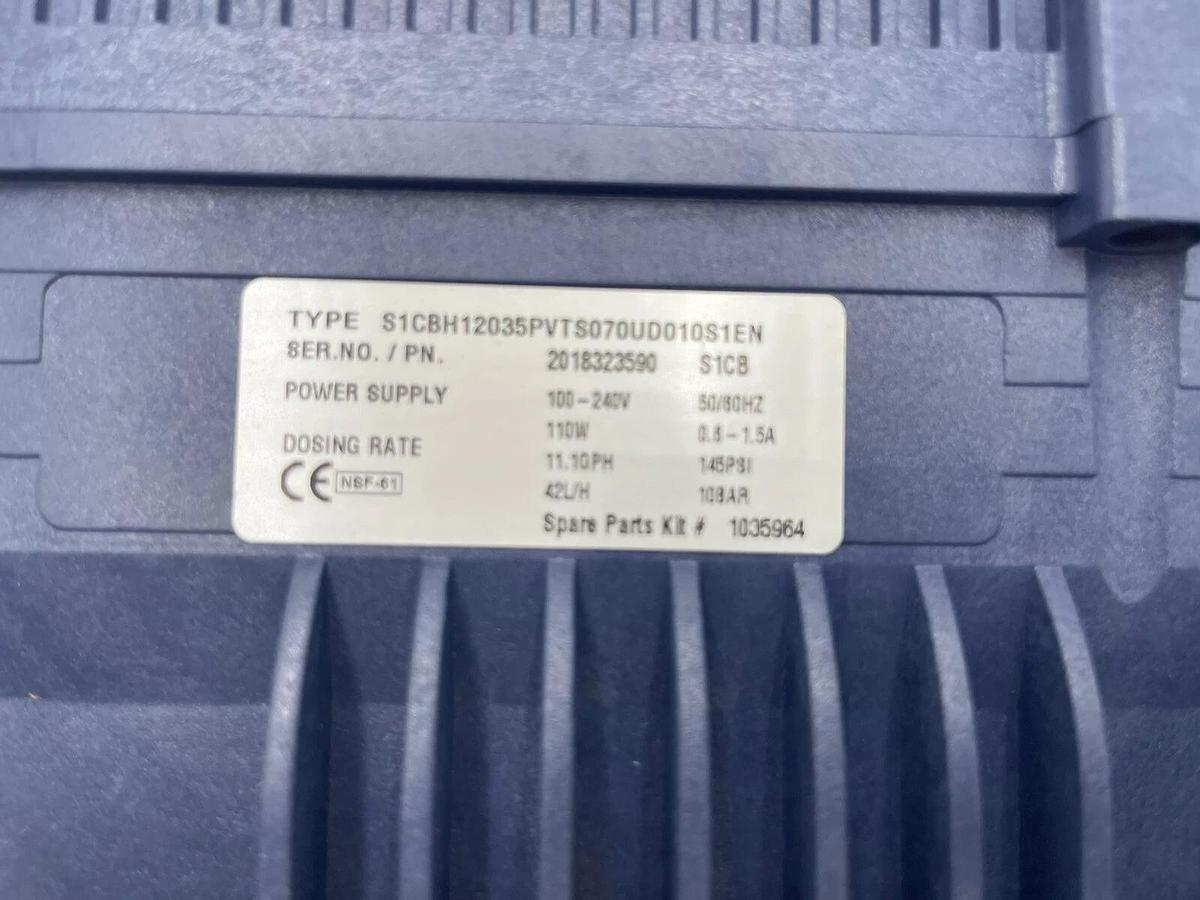 TYPE S1CBH12035PVTS070UD010S1EN
SER.NO. / PN. 2018323590 S1CB
POWER SUPPLY 100-240V 50/60HZ
110W 0.6-1.5A
DOSING RATE 11.1GPH 145PSI
CE NSF-61 42L/H 10BAR
Spare Parts Kit # 1035964